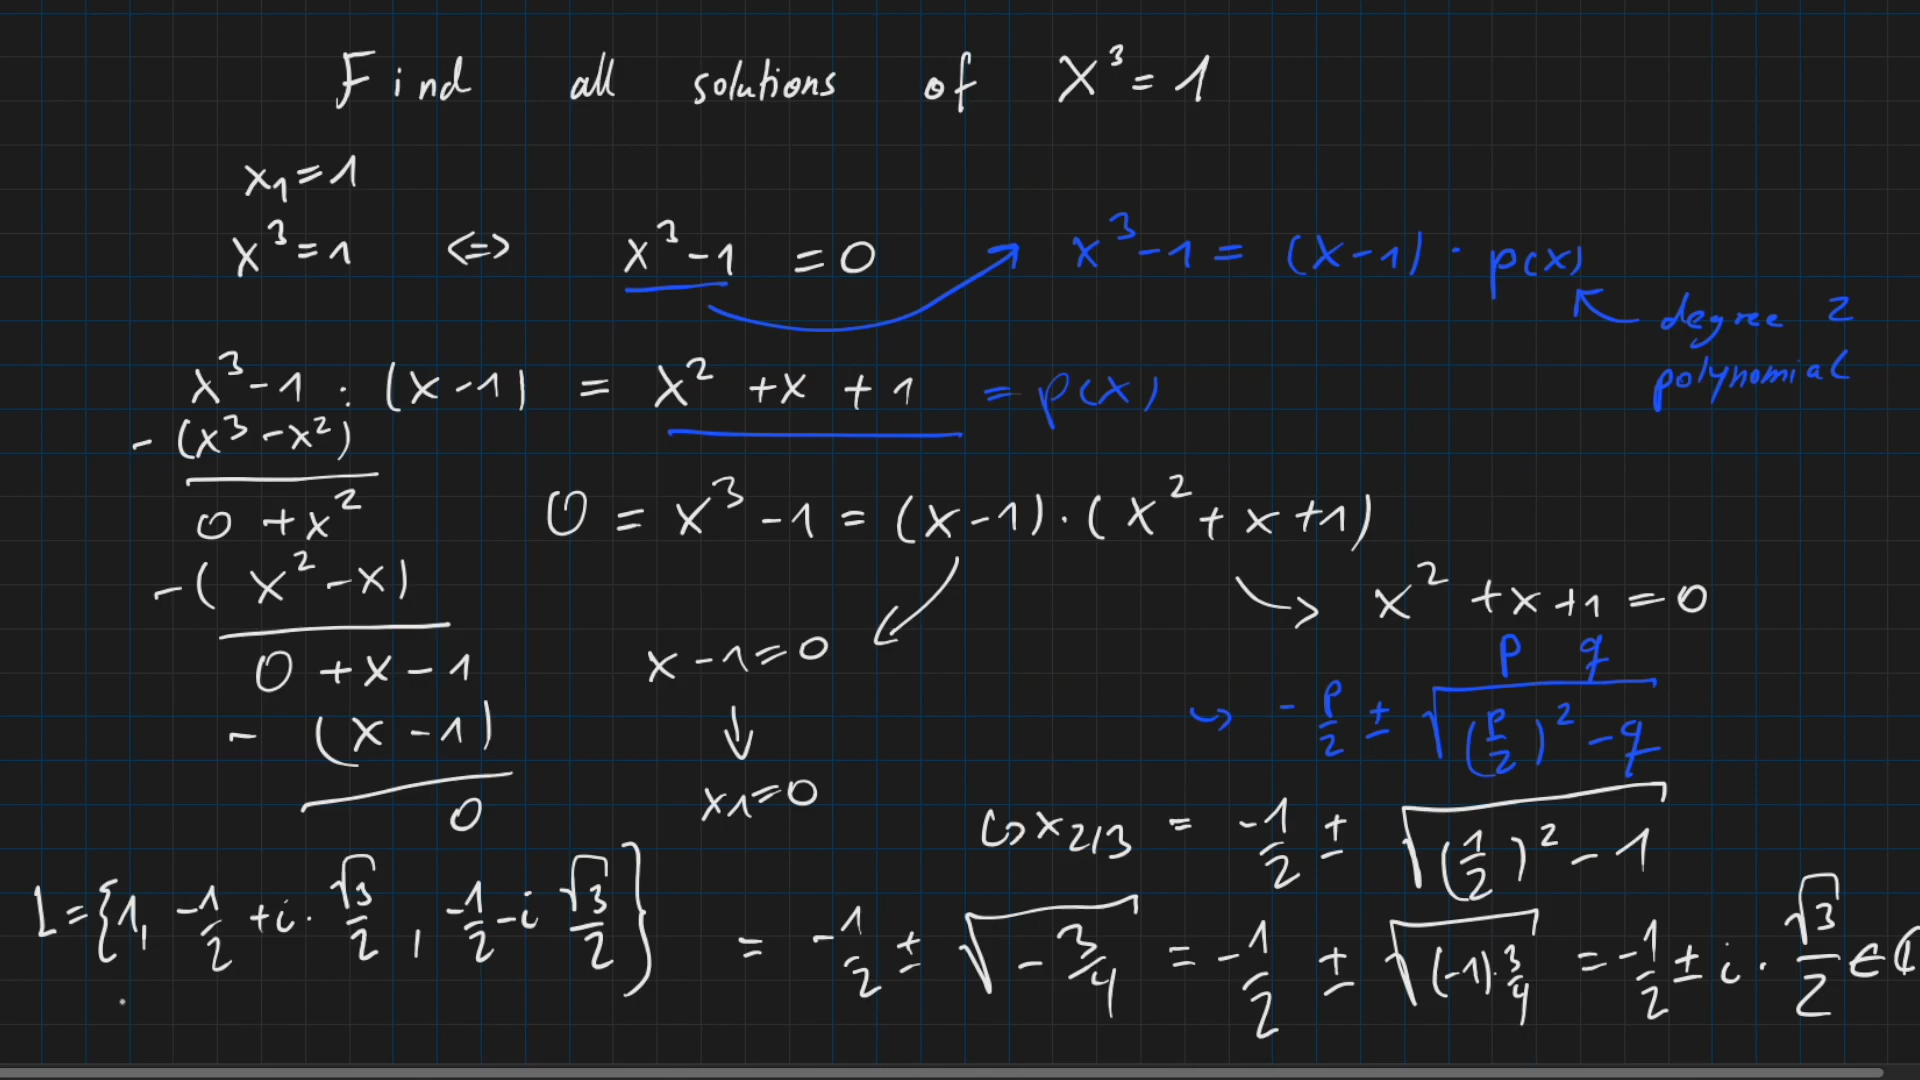 Find all solutions of X³ = 1
x₁ = 1
x³ = 1 <=> x³ - 1 = 0 x³ - 1 = (x - 1) · p(x)
degree 2
polynomial
x³ - 1 : (x - 1) = x² + x + 1 = p(x)
- (x³ - x²)
0 + x² 0 = x³ - 1 = (x - 1) · (x² + x + 1)
- (x² - x) x² + x + 1 = 0
p q
0 + x - 1 x - 1 = 0
- (x - 1) ↓ ↪ -p/2 ± √((p/2)² - q)
0 x₁ = 0
↪ x₂/₃ = -1/2 ± √((1/2)² - 1)
L = {1, -1/2 + i · √3/2, -1/2 - i √3/2} = -1/2 ± √(-3/4) = -1/2 ± √((-1) · 3/4) = -1/2 ± i · √3/2 ∈ ℂ